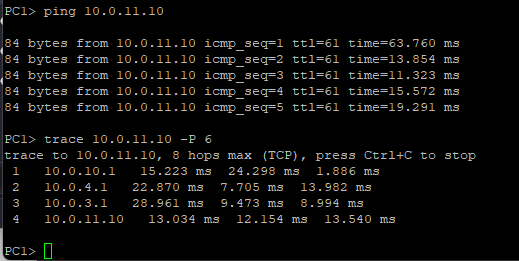 PC1> ping 10.0.11.10
84 bytes from 10.0.11.10 icmp_seq=1 ttl=61 time=63.760 ms
84 bytes from 10.0.11.10 icmp_seq=2 ttl=61 time=13.854 ms
84 bytes from 10.0.11.10 icmp_seq=3 ttl=61 time=11.323 ms
84 bytes from 10.0.11.10 icmp_seq=4 ttl=61 time=15.572 ms
84 bytes from 10.0.11.10 icmp_seq=5 ttl=61 time=19.291 ms
PC1> trace 10.0.11.10 -P 6
trace to 10.0.11.10, 8 hops max (TCP), press Ctrl+C to stop
1 10.0.10.1 15.223 ms 24.298 ms 1.886 ms
2 10.0.4.1 22.870 ms 7.705 ms 13.982 ms
3 10.0.3.1 28.961 ms 9.473 ms 8.994 ms
4 10.0.11.10 13.034 ms 12.154 ms 13.540 ms
PC1>